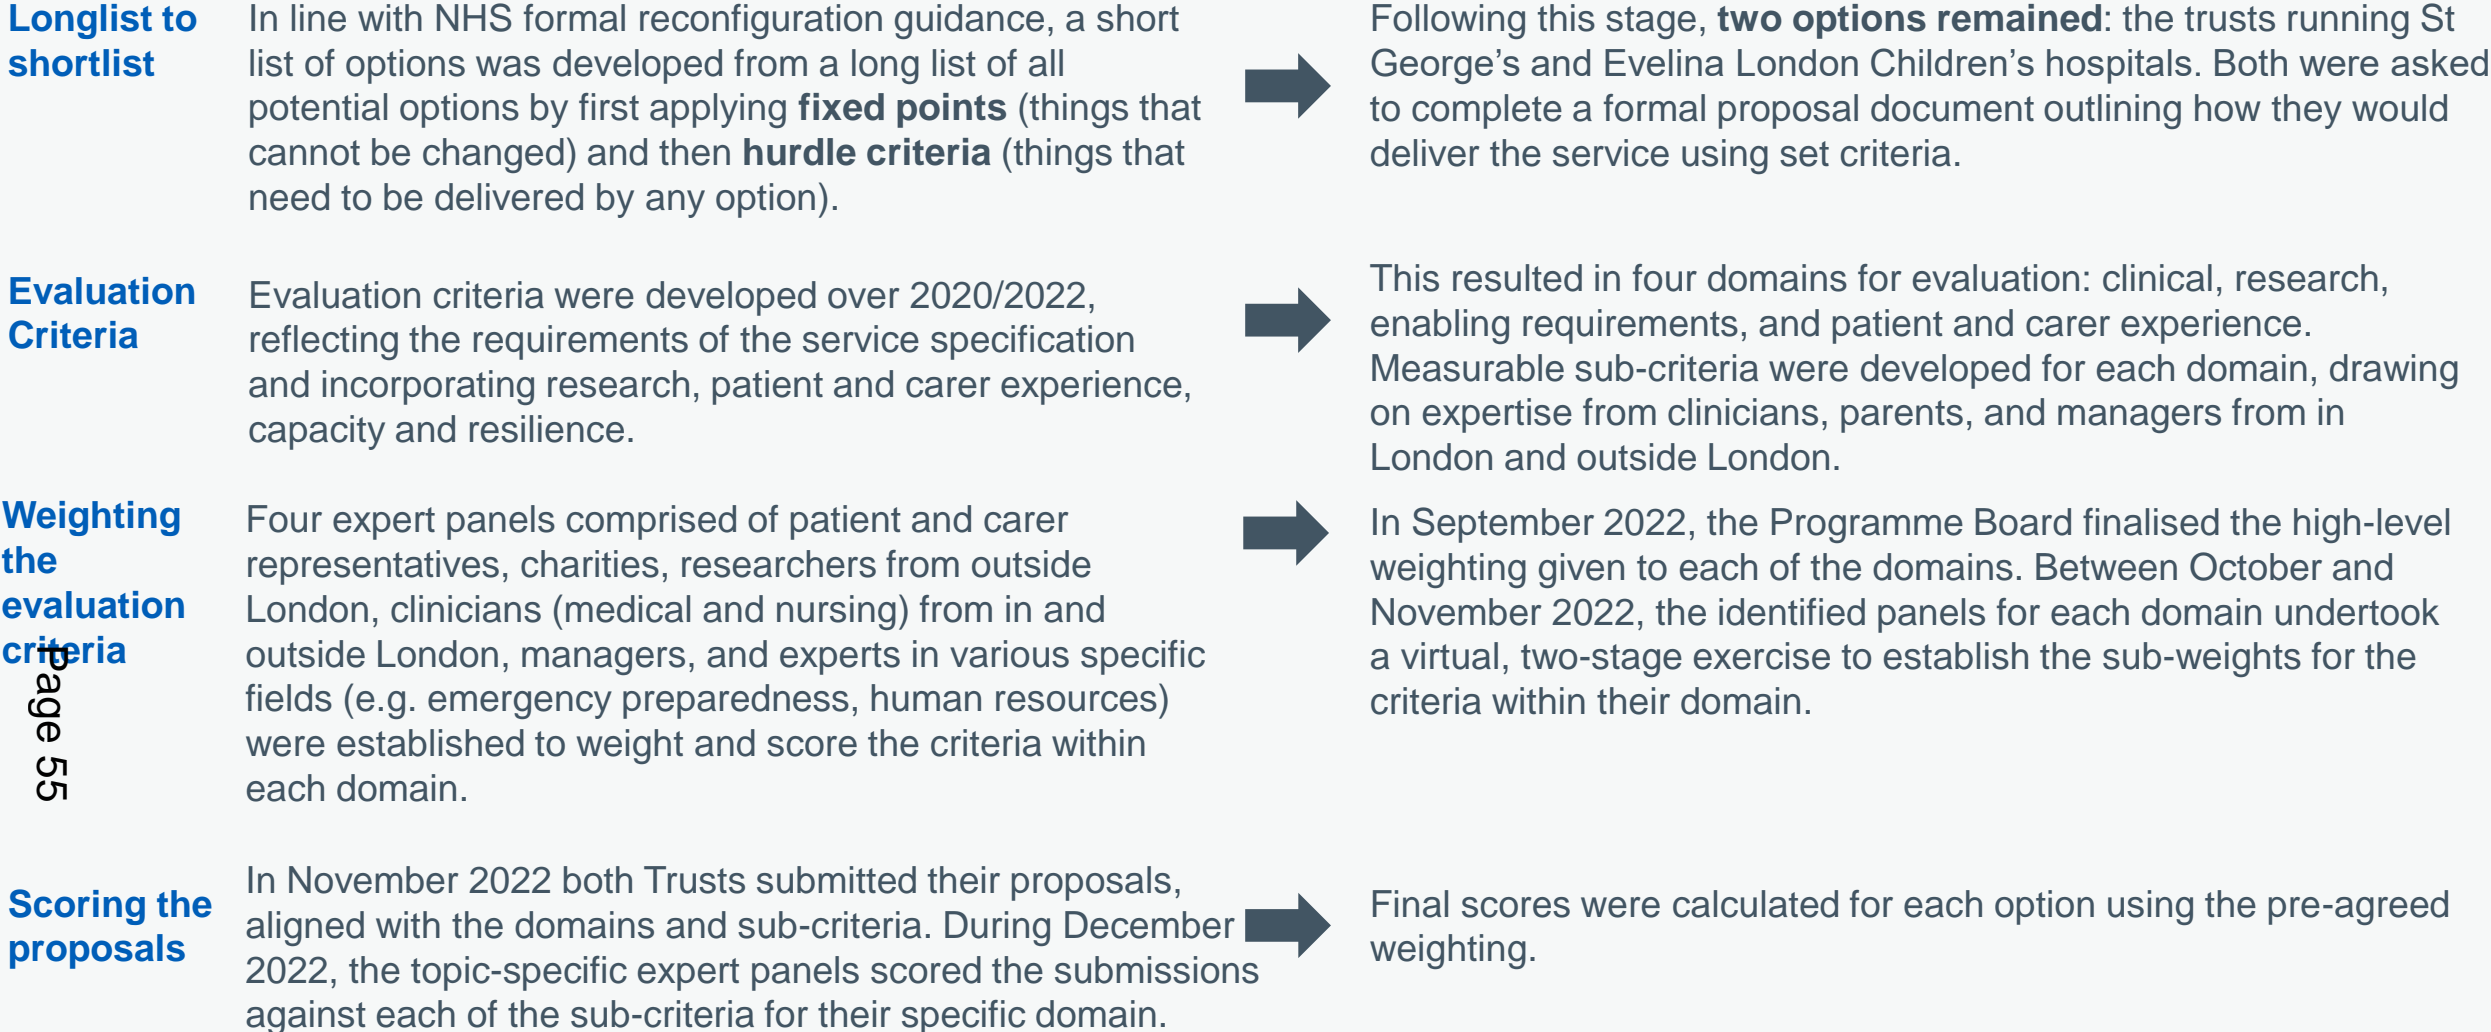 Longlist to
shortlist
In line with NHS formal reconfiguration guidance, a short
list of options was developed from a long list of all
potential options by first applying fixed points (things that
cannot be changed) and then hurdle criteria (things that
need to be delivered by any option).
Following this stage, two options remained: the trusts running St
George’s and Evelina London Children’s hospitals. Both were asked
to complete a formal proposal document outlining how they would
deliver the service using set criteria.
Evaluation
Criteria
Evaluation criteria were developed over 2020/2022,
reflecting the requirements of the service specification
and incorporating research, patient and carer experience,
capacity and resilience.
This resulted in four domains for evaluation: clinical, research,
enabling requirements, and patient and carer experience.
Measurable sub-criteria were developed for each domain, drawing
on expertise from clinicians, parents, and managers from in
London and outside London.
Weighting
the
evaluation
criteria
Four expert panels comprised of patient and carer
representatives, charities, researchers from outside
London, clinicians (medical and nursing) from in and
outside London, managers, and experts in various specific
fields (e.g. emergency preparedness, human resources)
were established to weight and score the criteria within
each domain.
In September 2022, the Programme Board finalised the high-level
weighting given to each of the domains. Between October and
November 2022, the identified panels for each domain undertook
a virtual, two-stage exercise to establish the sub-weights for the
criteria within their domain.
Page 55
Scoring the
proposals
In November 2022 both Trusts submitted their proposals,
aligned with the domains and sub-criteria. During December
2022, the topic-specific expert panels scored the submissions
against each of the sub-criteria for their specific domain.
Final scores were calculated for each option using the pre-agreed
weighting.